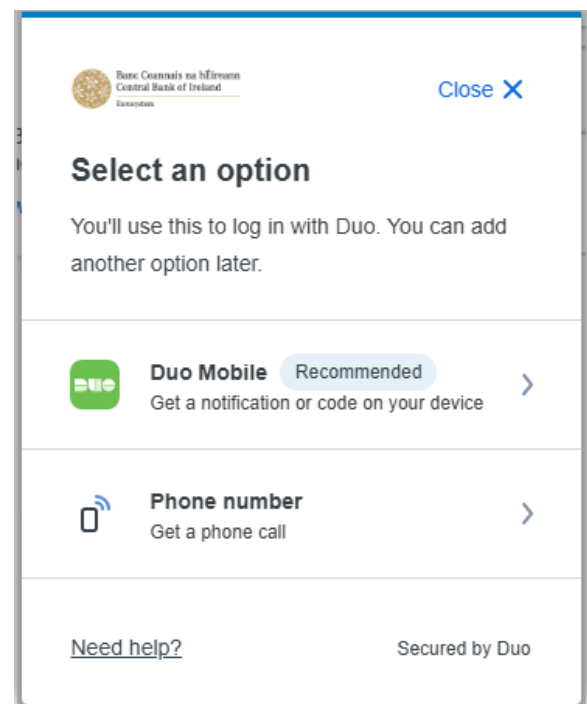 Banc Ceannais na hÉireann
Central Bank of Ireland
Eurosystem
Close
Select an option
You'll use this to log in with Duo. You can add
another option later.
Duo Mobile Recommended
Get a notification or code on your device
Phone number
Get a phone call
Need help?
Secured by Duo